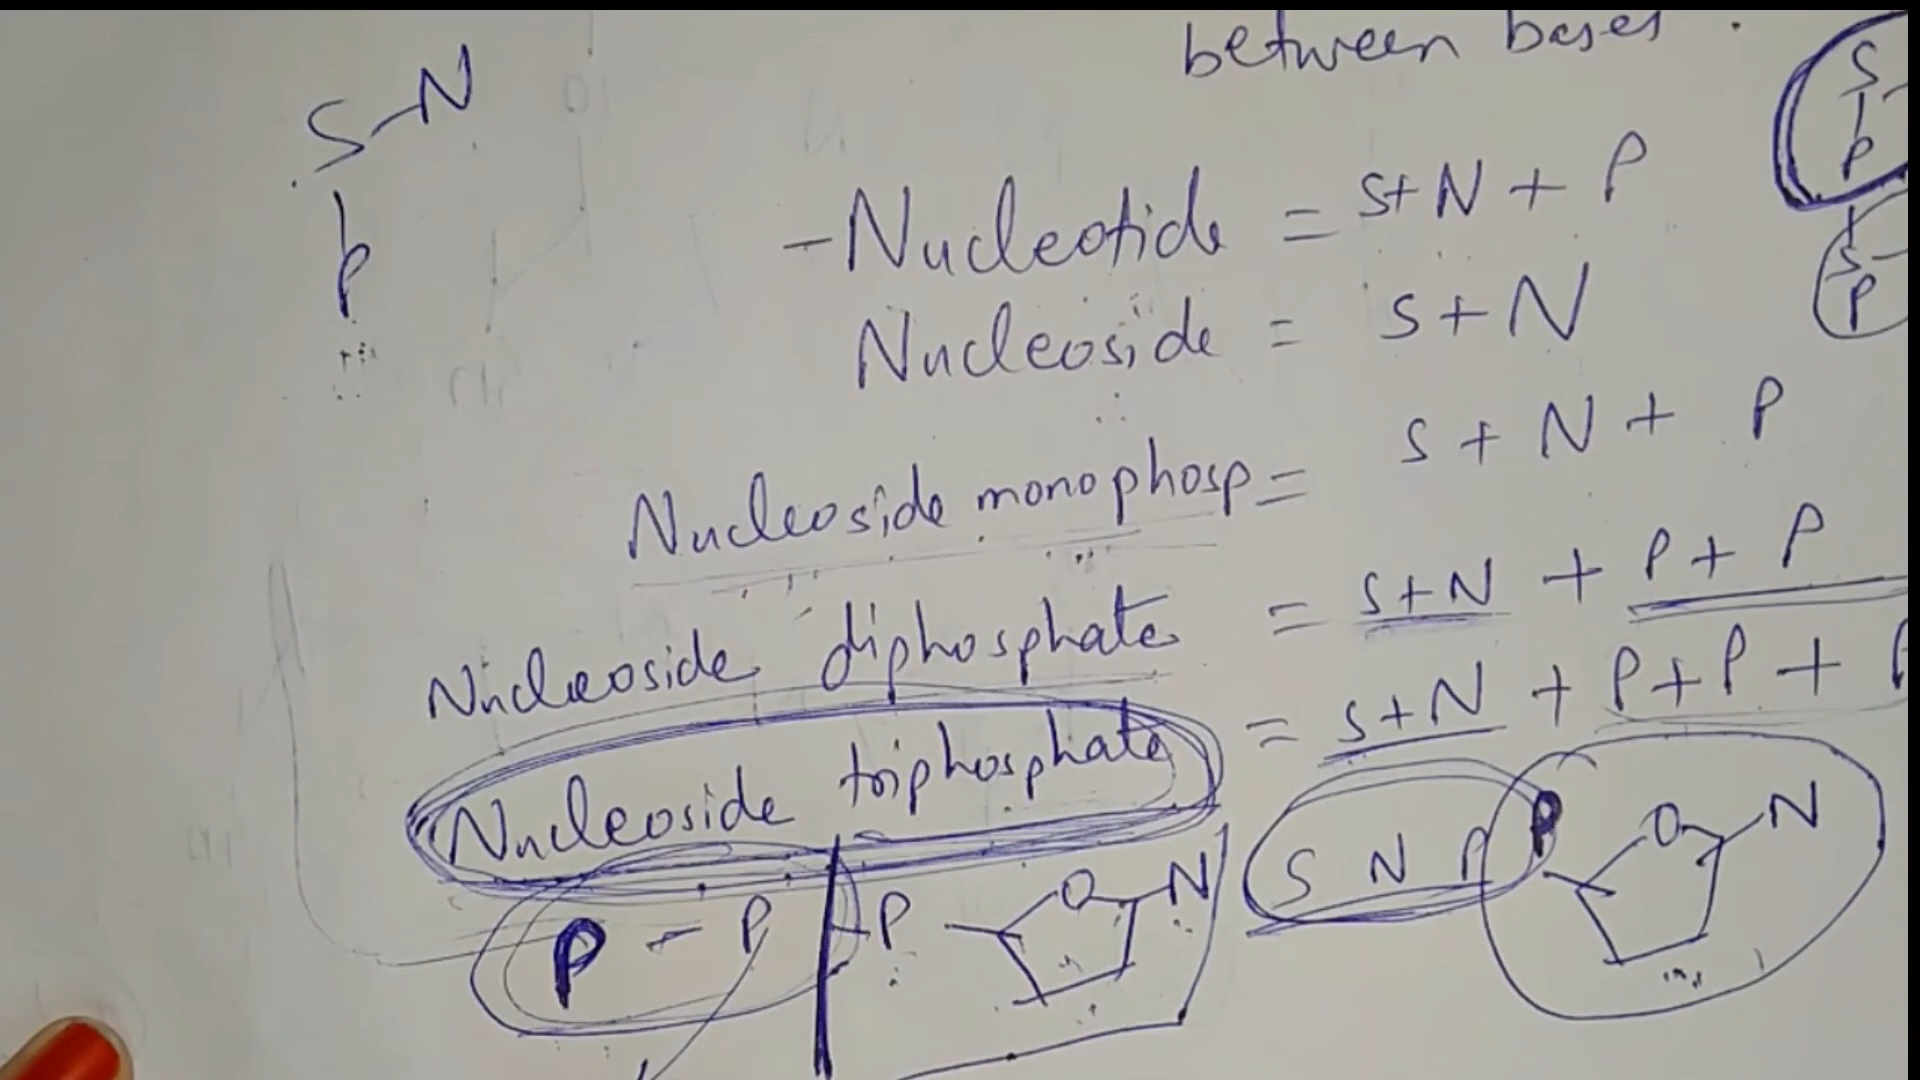 between bases.
S-N
P
- Nucleotide = S+N + P
Nucleoside = S+N
Nucleoside monophosp = S + N + P
Nucleoside diphosphate = S+N + P + P
Nucleoside triphosphate = S+N + P+P + P
S N P
P - P - P O N
P O N
S
P
S
P